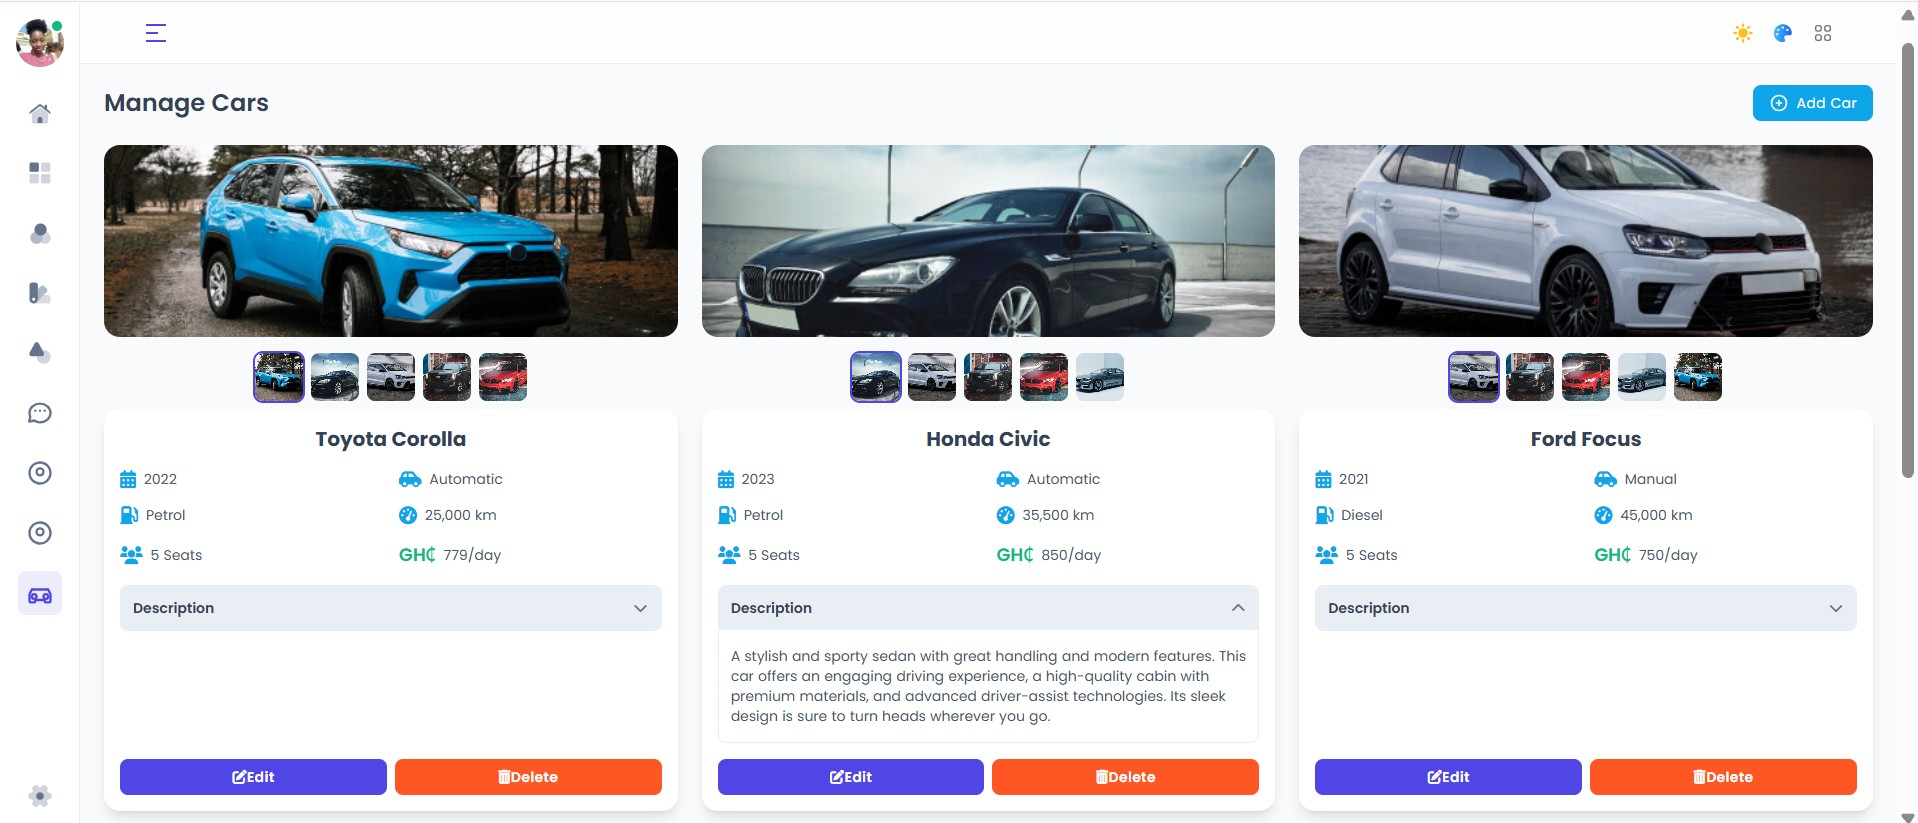 Manage Cars
Add Car
Toyota Corolla
2022
Automatic
Petrol
25,000 km
5 Seats
GH₵ 779/day
Description
Edit
Delete
Honda Civic
2023
Automatic
Petrol
35,500 km
5 Seats
GH₵ 850/day
Description
A stylish and sporty sedan with great handling and modern features. This
car offers an engaging driving experience, a high-quality cabin with
premium materials, and advanced driver-assist technologies. Its sleek
design is sure to turn heads wherever you go.
Edit
Delete
Ford Focus
2021
Manual
Diesel
45,000 km
5 Seats
GH₵ 750/day
Description
Edit
Delete